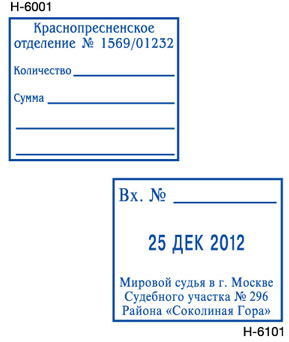 Н-6001
Краснопресненское
отделение № 1569/01232
Количество
Сумма
Вх. №
25 ДЕК 2012
Мировой судья в г. Москве
Судебного участка № 296
Района «Соколиная Гора»
Н-6101